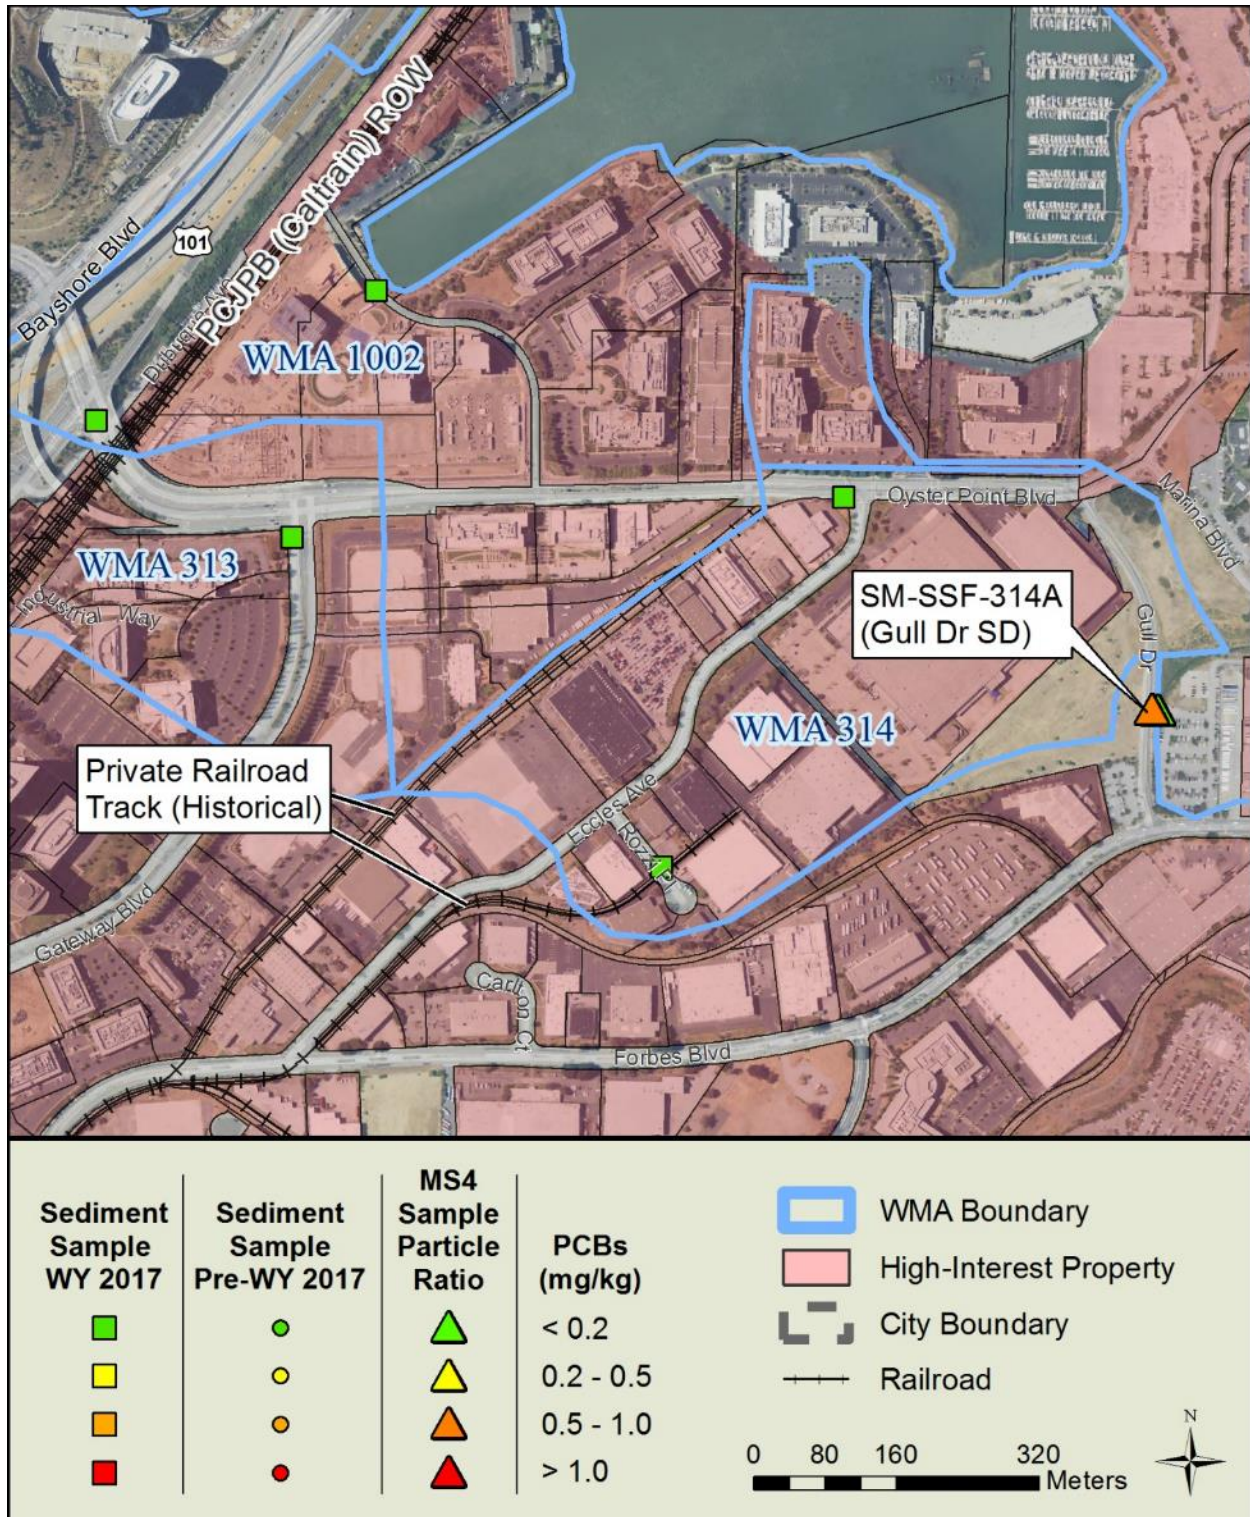 PCJPB (Caltrain) ROW
Bayshore Blvd
101
WMA 1002
Oyster Point Blvd
Marina Blvd
WMA 313
Industrial Way
SM-SSF-314A
(Gull Dr SD)
Gull Dr
WMA 314
Private Railroad
Track (Historical)
Eccles Ave
Gateway Blvd
Carlton Ct
Forbes Blvd
Sediment
Sample
WY 2017
Sediment
Sample
Pre-WY 2017
MS4
Sample
Particle
Ratio
PCBs
(mg/kg)
< 0.2
0.2 - 0.5
0.5 - 1.0
> 1.0
WMA Boundary
High-Interest Property
City Boundary
Railroad
N
0 80 160 320
Meters